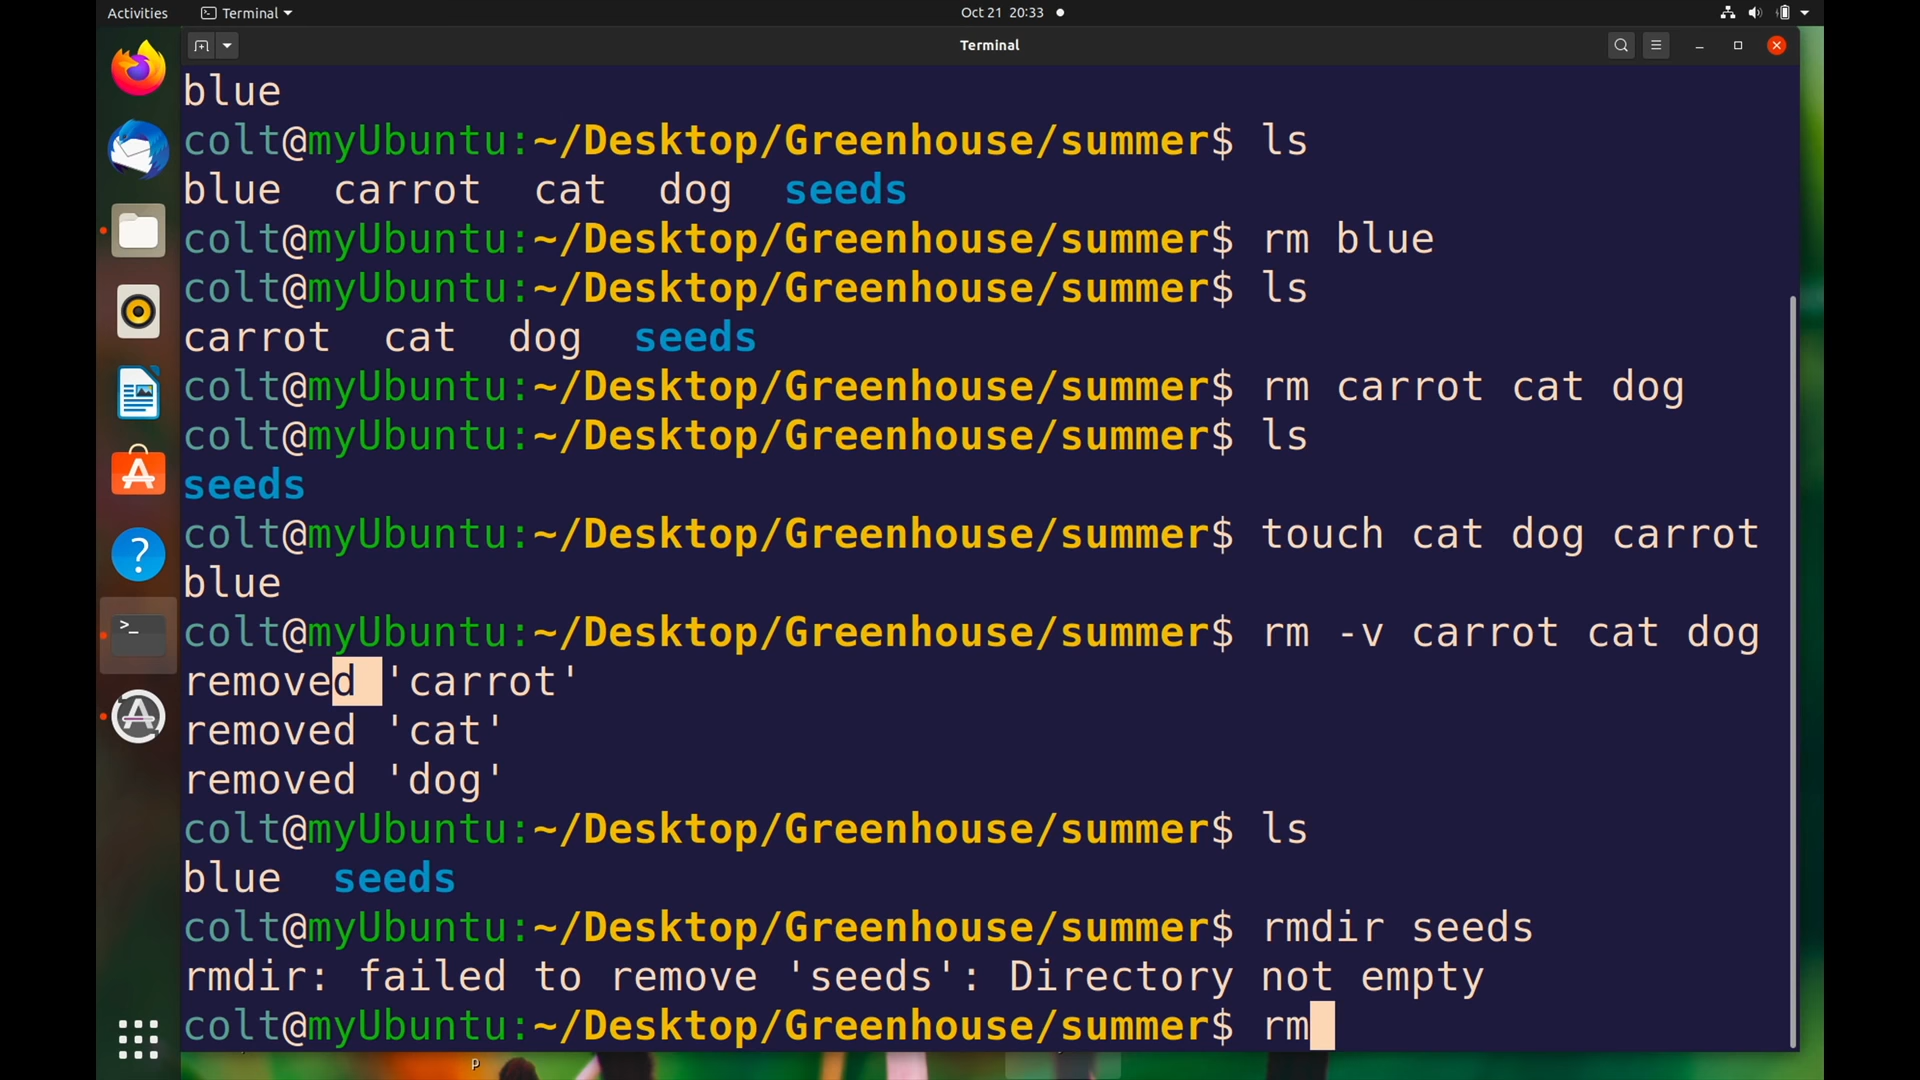 Activities Terminal Oct 21 20:33
Terminal
blue
colt@myUbuntu:~/Desktop/Greenhouse/summer$ ls
blue carrot cat dog seeds
colt@myUbuntu:~/Desktop/Greenhouse/summer$ rm blue
colt@myUbuntu:~/Desktop/Greenhouse/summer$ ls
carrot cat dog seeds
colt@myUbuntu:~/Desktop/Greenhouse/summer$ rm carrot cat dog
colt@myUbuntu:~/Desktop/Greenhouse/summer$ ls
seeds
colt@myUbuntu:~/Desktop/Greenhouse/summer$ touch cat dog carrot
blue
colt@myUbuntu:~/Desktop/Greenhouse/summer$ rm -v carrot cat dog
removed 'carrot'
removed 'cat'
removed 'dog'
colt@myUbuntu:~/Desktop/Greenhouse/summer$ ls
blue seeds
colt@myUbuntu:~/Desktop/Greenhouse/summer$ rmdir seeds
rmdir: failed to remove 'seeds': Directory not empty
colt@myUbuntu:~/Desktop/Greenhouse/summer$ rm